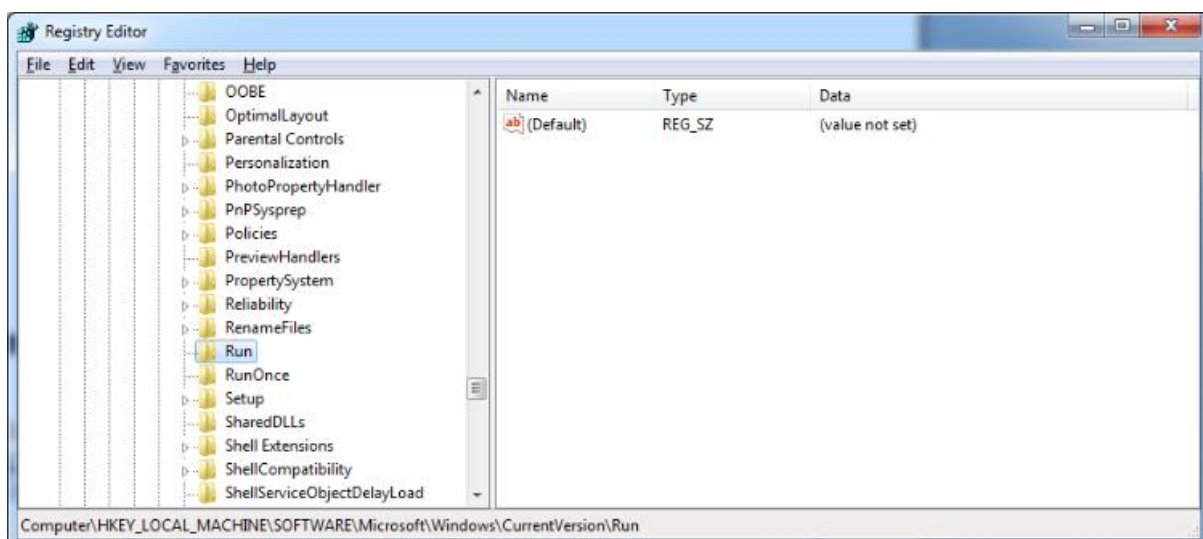 Registry Editor
File Edit View Favorites Help
OOBE
OptimalLayout
Parental Controls
Personalization
PhotoPropertyHandler
PnPSysprep
Policies
PreviewHandlers
PropertySystem
Reliability
RenameFiles
Run
RunOnce
Setup
SharedDLLs
Shell Extensions
ShellCompatibility
ShellServiceObjectDelayLoad
Name Type Data
ab (Default) REG_SZ (value not set)
Computer\HKEY_LOCAL_MACHINE\SOFTWARE\Microsoft\Windows\CurrentVersion\Run